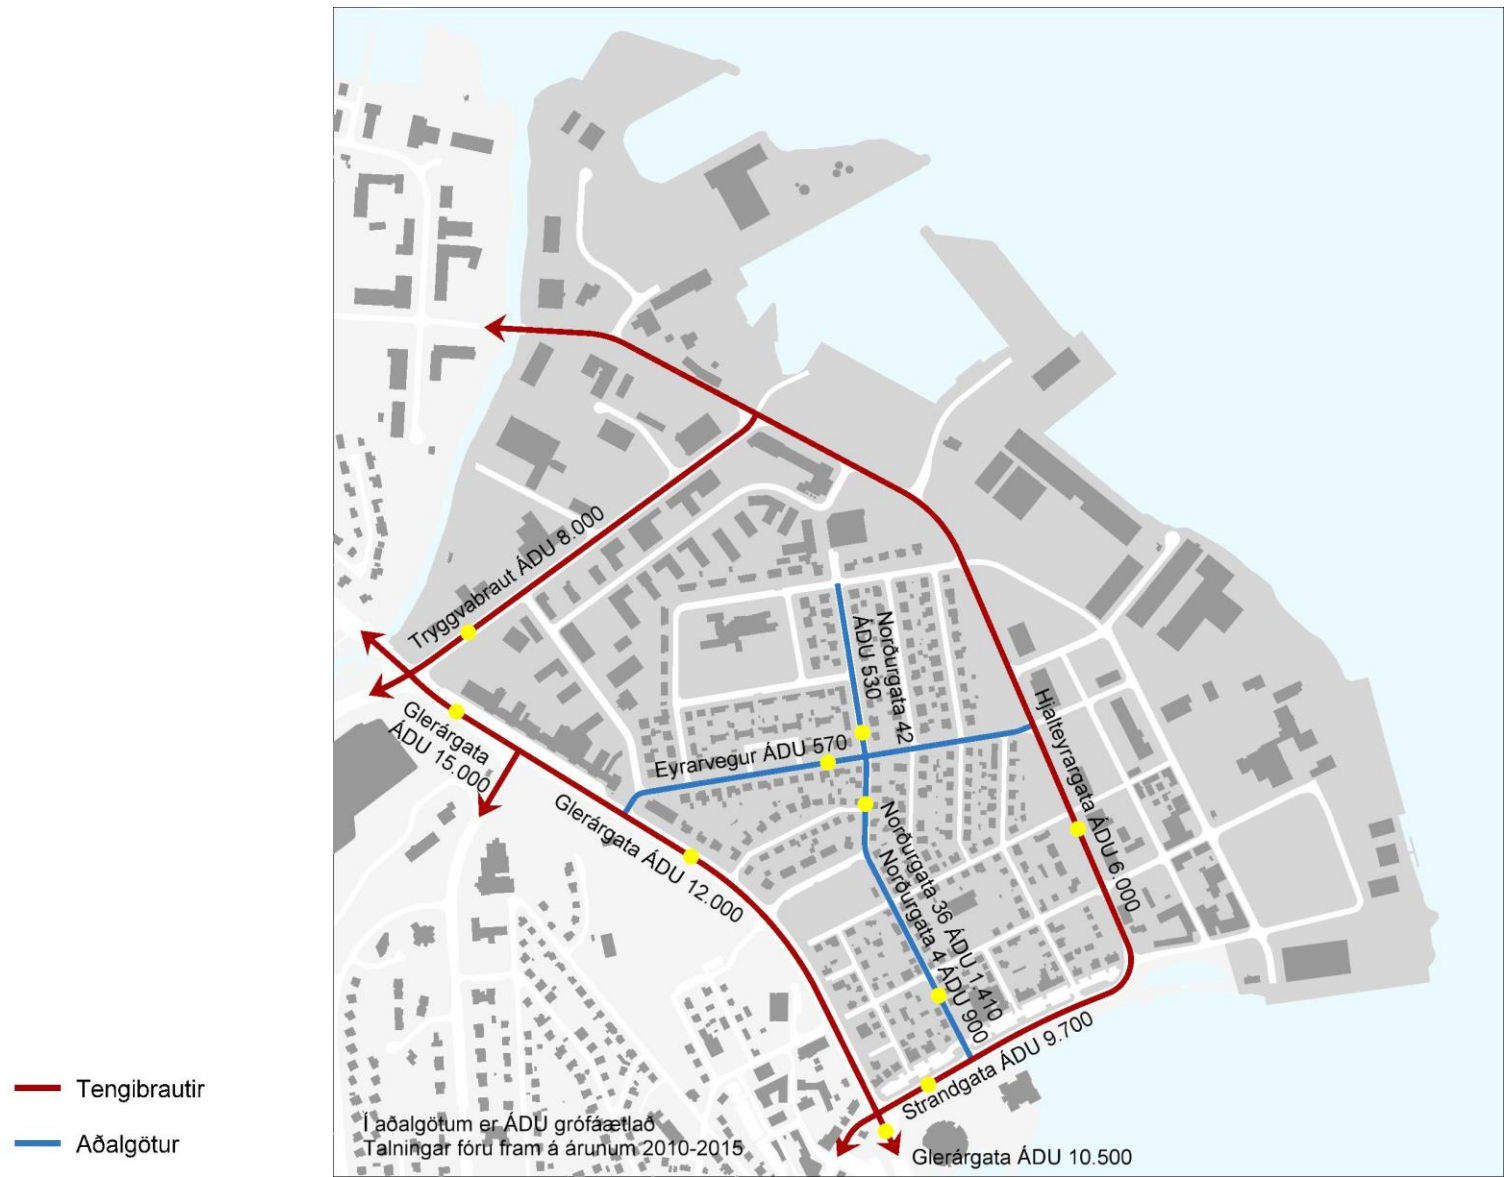 Tryggvabraut ÁDU 8.000
Norðurgata 42
ÁDU 530
Hjalteyrargata ÁDU 6.000
Glerárgata
ÁDU 15.000
Eyrarvegur ÁDU 570
Glerárgata ÁDU 12.000
Norðurgata 36 ÁDU 1.410
Norðurgata 4 ÁDU 900
Strandgata ÁDU 9.700
Glerárgata ÁDU 10.500
Tengibrautir
Aðalgötur
Í aðalgötum er ÁDU grófáætlað
Talningar fóru fram á árunum 2010-2015